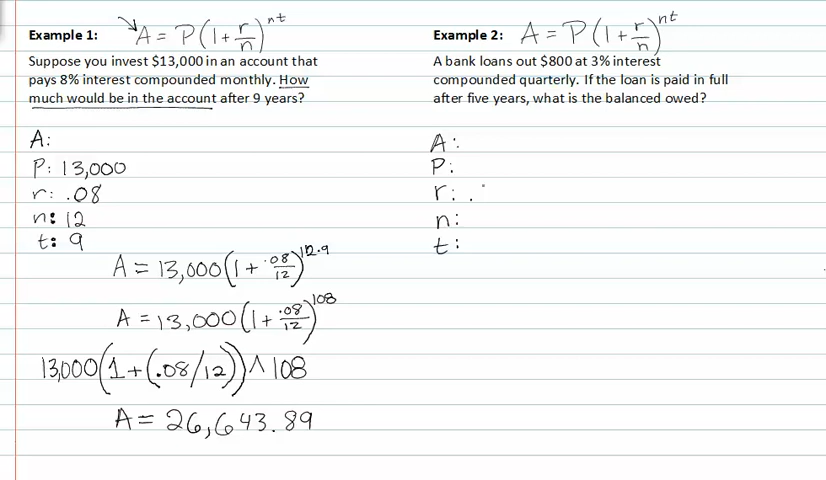 Example 1: A = P(1+r/n)^nt
Suppose you invest $13,000 in an account that
pays 8% interest compounded monthly. How
much would be in the account after 9 years?
A:
P: 13,000
r: .08
n: 12
t: 9
A = 13,000(1+.08/12)^12·9
A = 13,000(1+.08/12)^108
13,000(1+(.08/12))^108
A = 26,643.89
Example 2: A = P(1+r/n)^nt
A bank loans out $800 at 3% interest
compounded quarterly. If the loan is paid in full
after five years, what is the balanced owed?
A:
P:
r: .
n:
t: